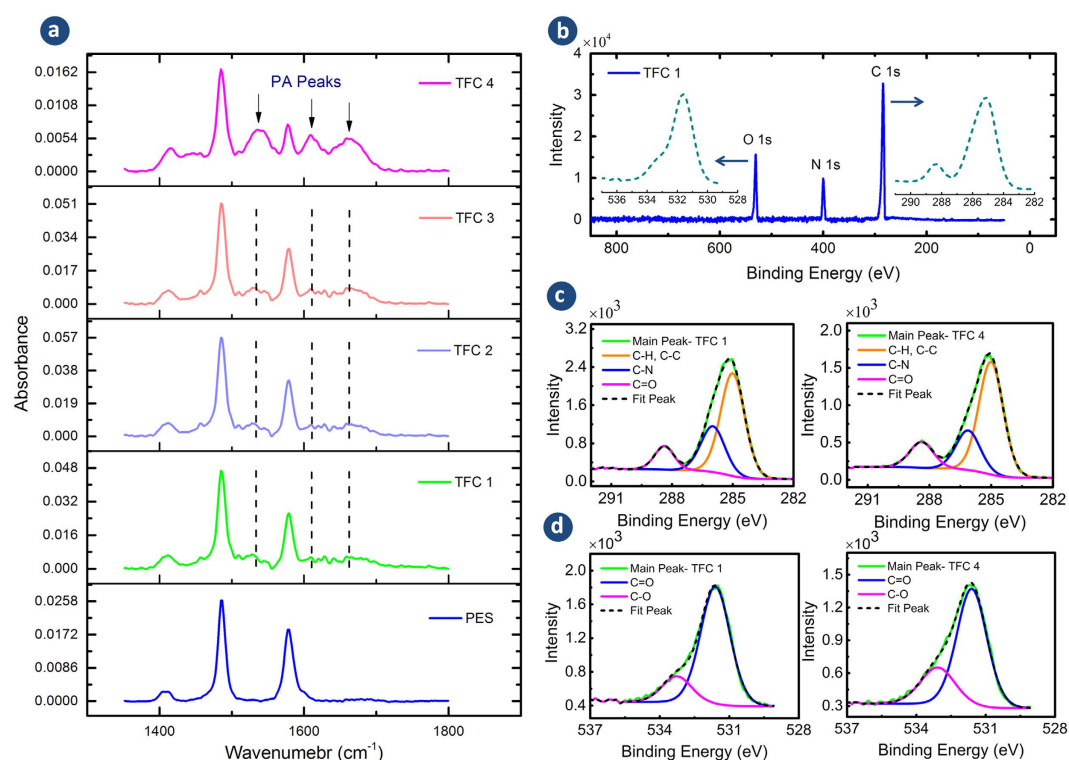 a
Absorbance
0.0162
0.0108
0.0054
0.0000
PA Peaks
TFC 4
0.051
0.034
0.017
0.000
TFC 3
0.057
0.038
0.019
0.000
TFC 2
0.048
0.032
0.016
0.000
TFC 1
0.0258
0.0172
0.0086
0.0000
PES
1400 1600 1800
Wavenumebr (cm⁻¹)
b
×10⁴
Intensity
4
3
2
1
0
TFC 1
O 1s
N 1s
C 1s
536 534 532 530 528
290 288 286 284 282
800 600 400 200 0
Binding Energy (eV)
c
×10³
Intensity
3.2
2.4
1.6
0.8
0.0
Main Peak- TFC 1
C-H, C-C
C-N
C=O
Fit Peak
291 288 285 282
Binding Energy (eV)
×10³
Intensity
2.0
1.5
1.0
0.5
0.0
Main Peak- TFC 4
C-H, C-C
C-N
C=O
Fit Peak
291 288 285 282
Binding Energy (eV)
d
×10³
Intensity
2.0
1.6
1.2
0.8
0.4
Main Peak- TFC 1
C=O
C-O
Fit Peak
537 534 531 528
Binding Energy (eV)
×10³
Intensity
1.8
1.5
1.2
0.9
0.6
0.3
Main Peak- TFC 4
C=O
C-O
Fit Peak
537 534 531 528
Binding Energy (eV)